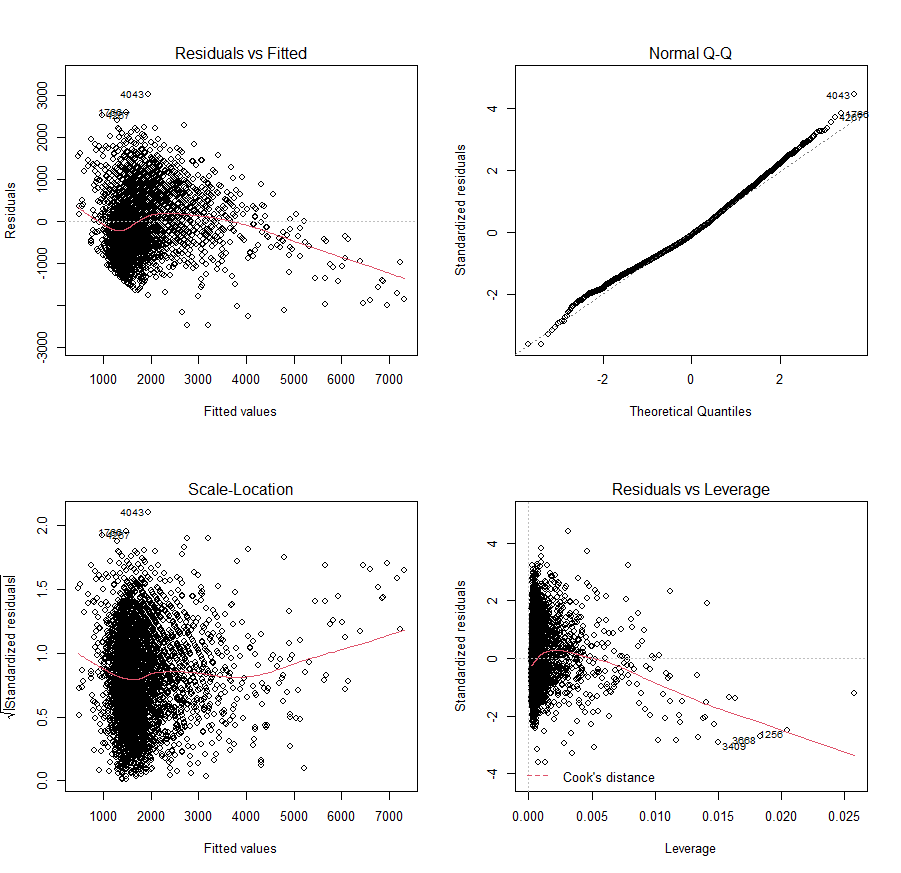 Residuals vs Fitted
Residuals
3000
2000
1000
0
-1000
-3000
4043
4267
1000 2000 3000 4000 5000 6000 7000
Fitted values
Normal Q-Q
Standardized residuals
4
2
0
-2
4043
4267
-2 0 2
Theoretical Quantiles
Scale-Location
√|Standardized residuals|
2.0
1.5
1.0
0.5
0.0
4043
4267
1000 2000 3000 4000 5000 6000 7000
Fitted values
Residuals vs Leverage
Standardized residuals
4
2
0
-2
-4
1256
3668
3409
Cook's distance
0.000 0.005 0.010 0.015 0.020 0.025
Leverage